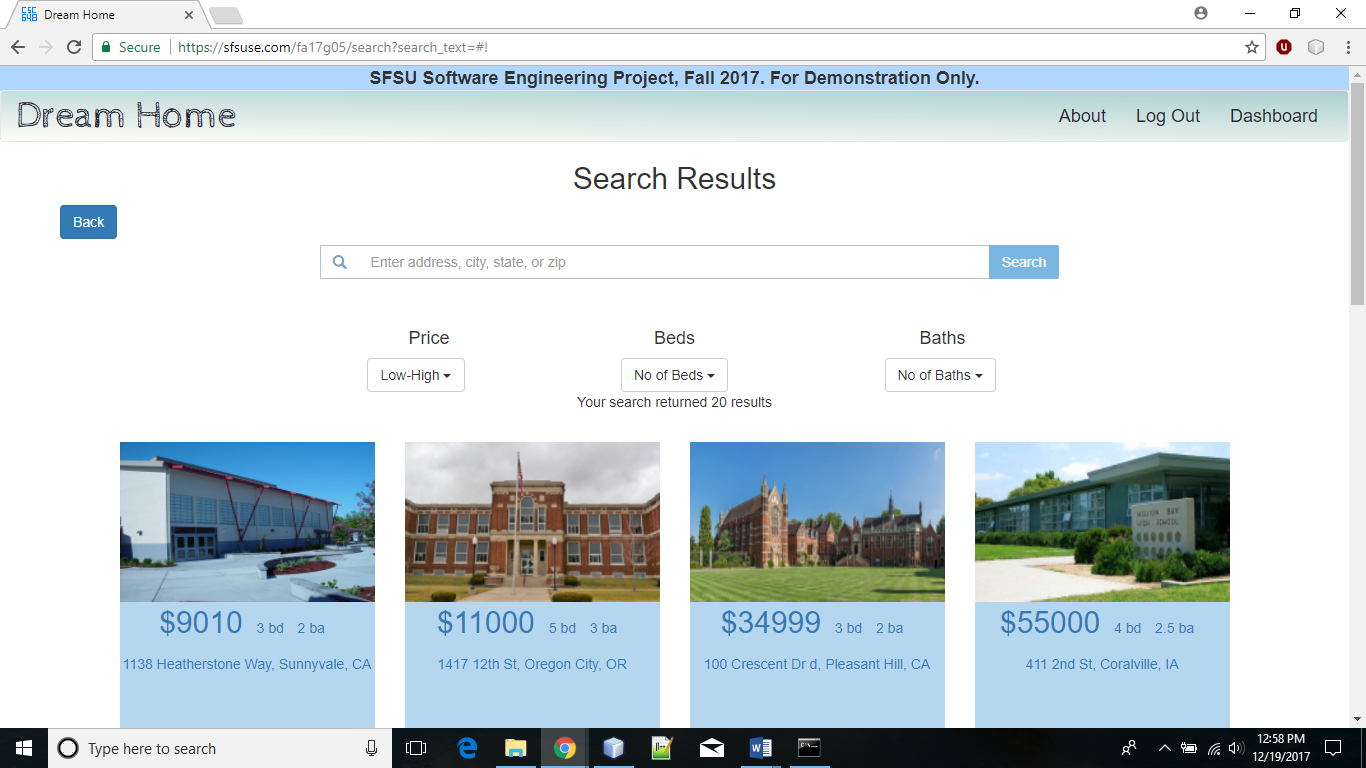 Dream Home
Secure https://sfsuse.com/fa17g05/search?search_text=#!
SFSU Software Engineering Project, Fall 2017. For Demonstration Only.
Dream Home
About Log Out Dashboard
Search Results
Back
Enter address, city, state, or zip Search
Price Beds Baths
Low-High No of Beds No of Baths
Your search returned 20 results
MISSION BAY
HIGH SCHOOL
$9010 3 bd 2 ba
1138 Heatherstone Way, Sunnyvale, CA
$11000 5 bd 3 ba
1417 12th St, Oregon City, OR
$34999 3 bd 2 ba
100 Crescent Dr d, Pleasant Hill, CA
$55000 4 bd 2.5 ba
411 2nd St, Coralville, IA
Type here to search
12:58 PM
12/19/2017